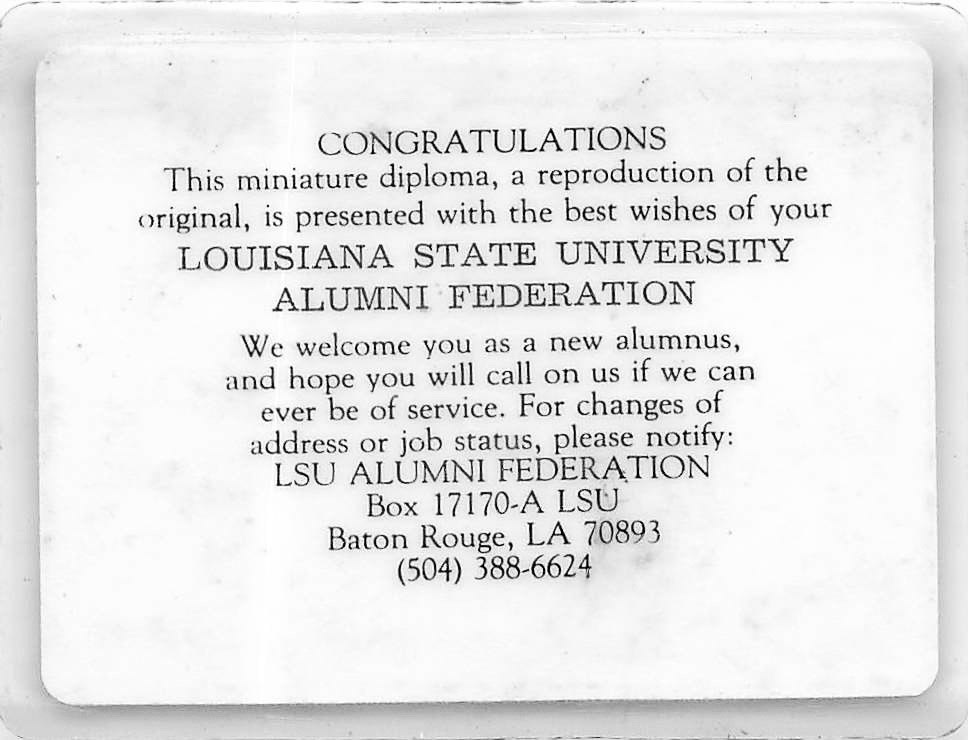 CONGRATULATIONS
This miniature diploma, a reproduction of the
original, is presented with the best wishes of your
LOUISIANA STATE UNIVERSITY
ALUMNI FEDERATION
We welcome you as a new alumnus,
and hope you will call on us if we can
ever be of service. For changes of
address or job status, please notify:
LSU ALUMNI FEDERATION
Box 17170-A LSU
Baton Rouge, LA 70893
(504) 388-6624